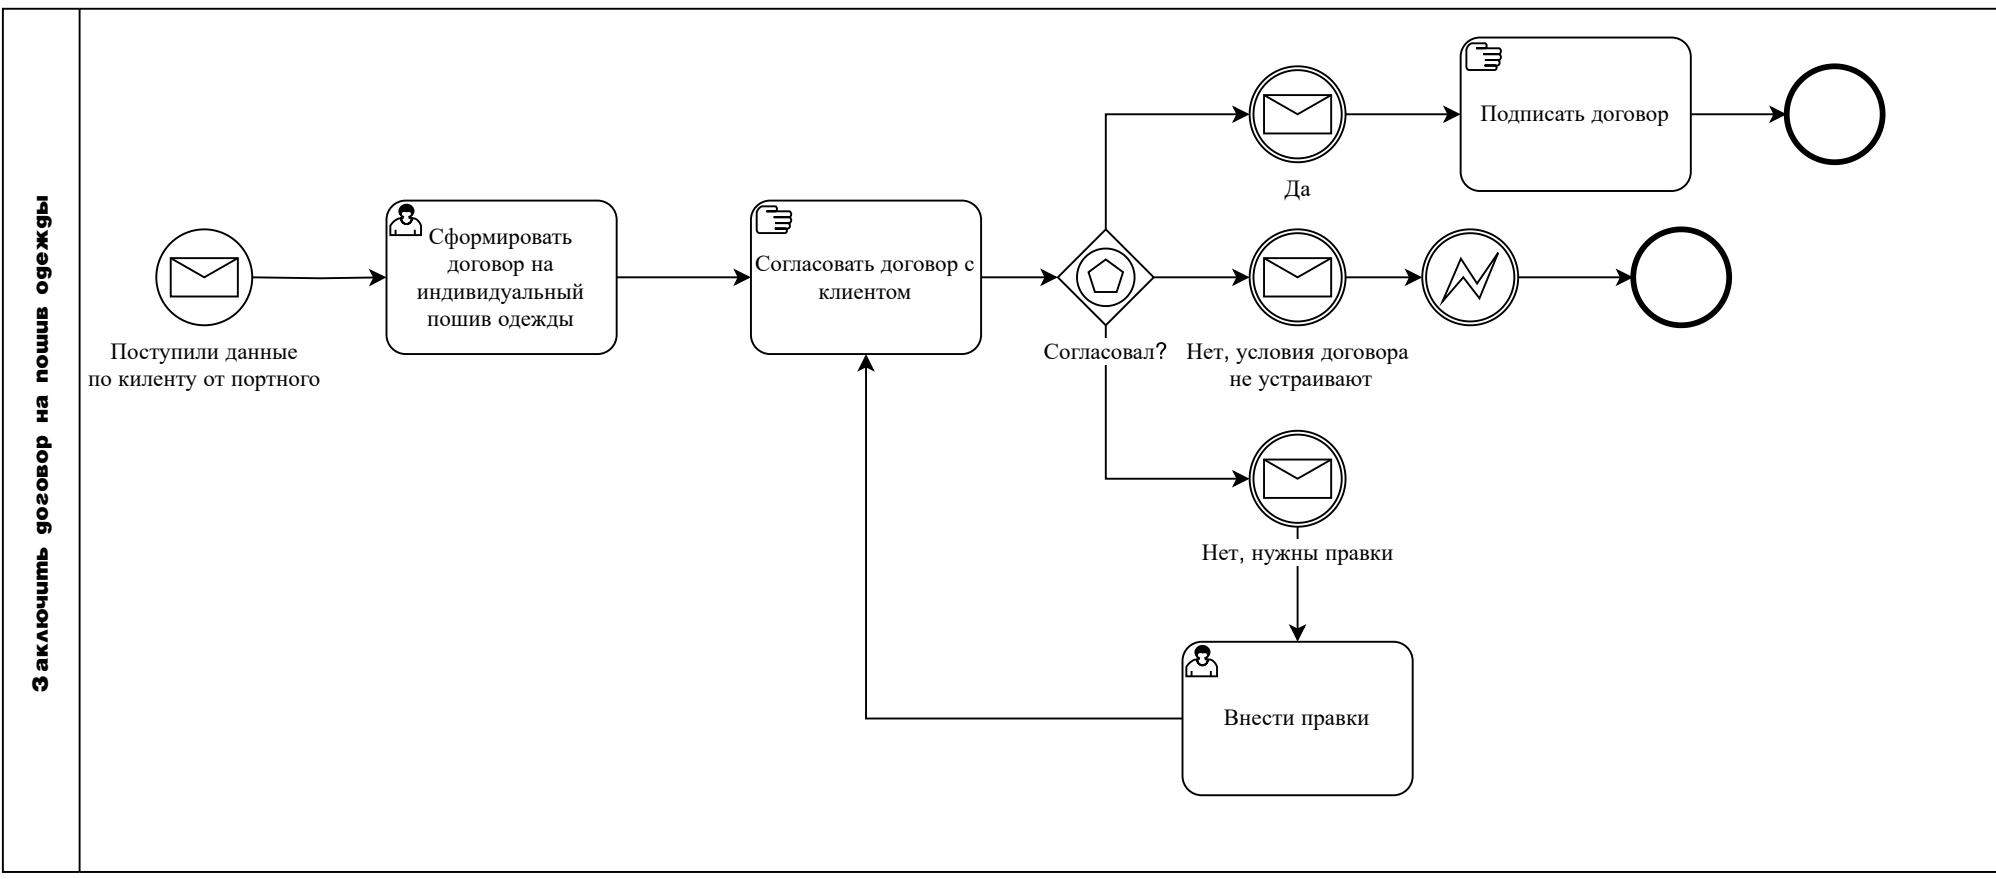 Заключить договор на пошив одежды
Поступили данные
по киленту от портного
Сформировать
договор на
индивидуальный
пошив одежды
Согласовать договор с
клиентом
Согласовал?
Да
Подписать договор
Нет, условия договора
не устраивают
Нет, нужны правки
Внести правки